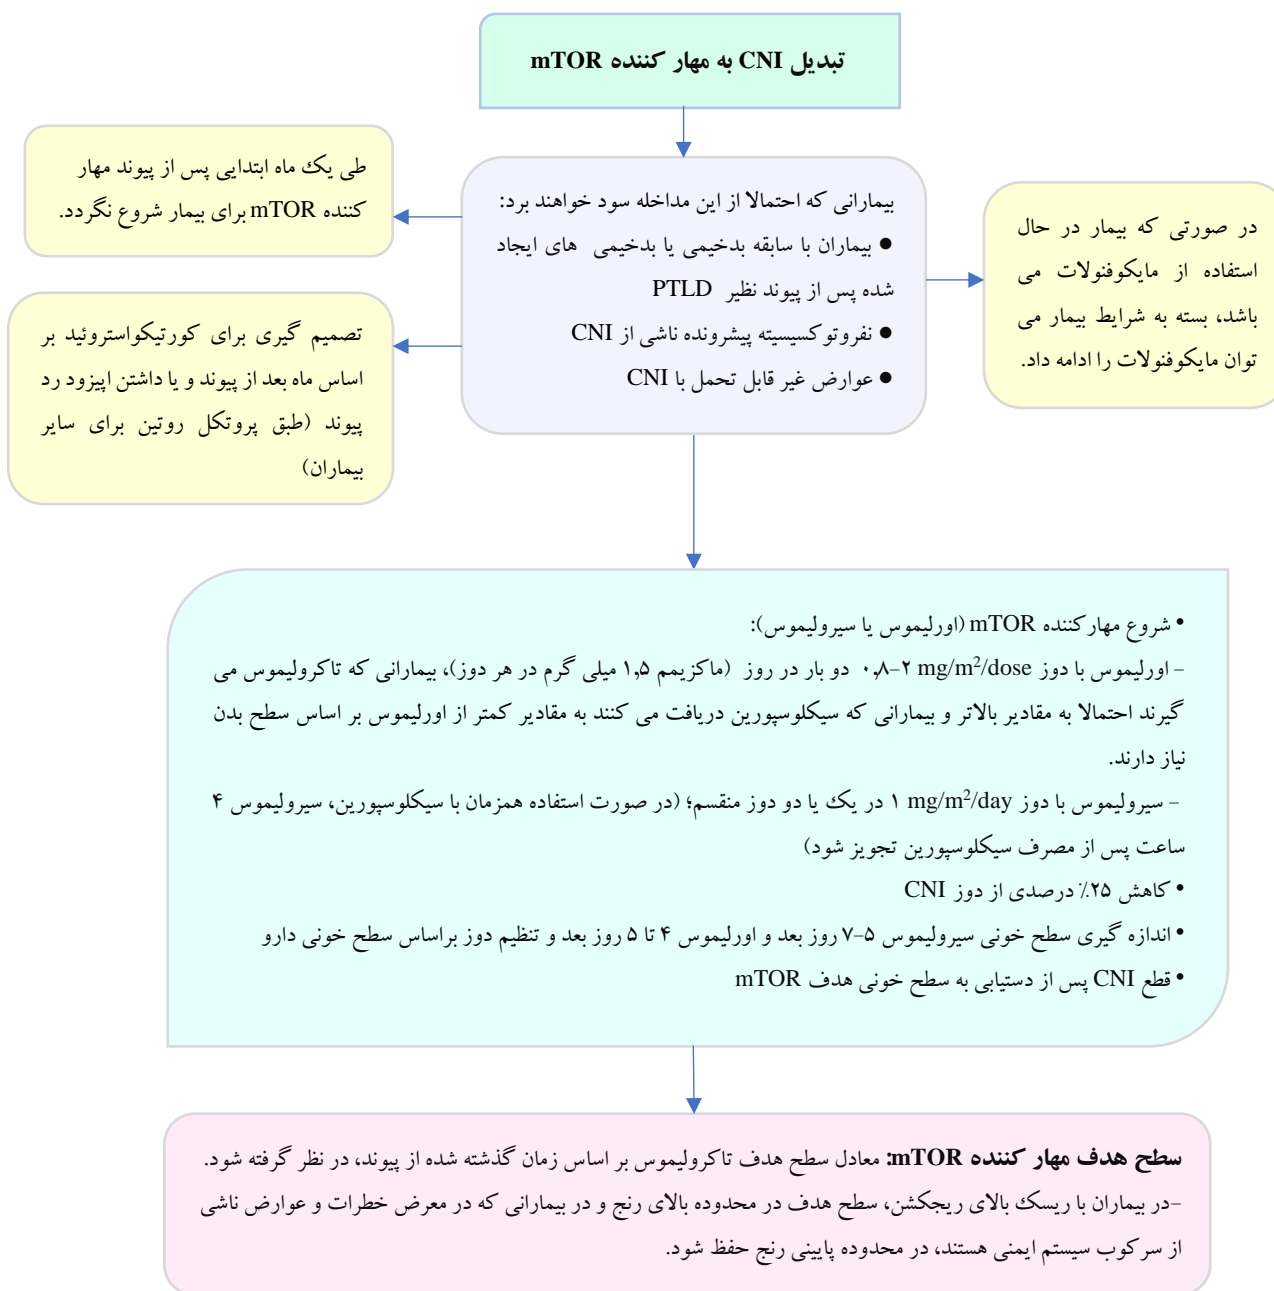 تبدیل CNI به مهار کننده mTOR
بیمارانی که احتمالا از این مداخله سود خواهند برد:
● بیماران با سابقه بدخیمی یا بدخیمی های ایجاد
شده پس از پیوند نظیر PTLD
● نفروتوکسیسیته پیشرونده ناشی از CNI
● عوارض غیر قابل تحمل با CNI
در صورتی که بیمار در حال
استفاده از مایکوفنولات می
باشد، بسته به شرایط بیمار می
توان مایکوفنولات را ادامه داد.
طی یک ماه ابتدایی پس از پیوند مهار
کننده mTOR برای بیمار شروع نگردد.
تصمیم گیری برای کورتیکواستروئید بر
اساس ماه بعد از پیوند و یا داشتن اپیزود رد
پیوند (طبق پروتکل روتین برای سایر
بیماران)
• شروع مهارکننده mTOR (اورلیموس یا سیرولیموس):
- اورلیموس با دوز ۰٫۸-۲ mg/m²/dose دو بار در روز (ماکزیمم ۱٫۵ میلی گرم در هر دوز)، بیمارانی که تاکرولیموس می
گیرند احتمالا به مقادیر بالاتر و بیمارانی که سیکلوسپورین دریافت می کنند به مقادیر کمتر از اورلیموس بر اساس سطح بدن
نیاز دارند.
- سیرولیموس با دوز ۱ mg/m²/day در یک یا دو دوز منقسم؛ (در صورت استفاده همزمان با سیکلوسپورین، سیرولیموس ۴
ساعت پس از مصرف سیکلوسپورین تجویز شود)
• کاهش ۲۵٪ درصدی از دوز CNI
• اندازه گیری سطح خونی سیرولیموس ۵-۷ روز بعد و اورلیموس ۴ تا ۵ روز بعد و تنظیم دوز براساس سطح خونی دارو
• قطع CNI پس از دستیابی به سطح خونی هدف mTOR
سطح هدف مهار کننده mTOR: معادل سطح هدف تاکرولیموس بر اساس زمان گذشته شده از پیوند، در نظر گرفته شود.
-در بیماران با ریسک بالای ریجکشن، سطح هدف در محدوده بالای رنج و در بیمارانی که در معرض خطرات و عوارض ناشی
از سرکوب سیستم ایمنی هستند، در محدوده پایینی رنج حفظ شود.